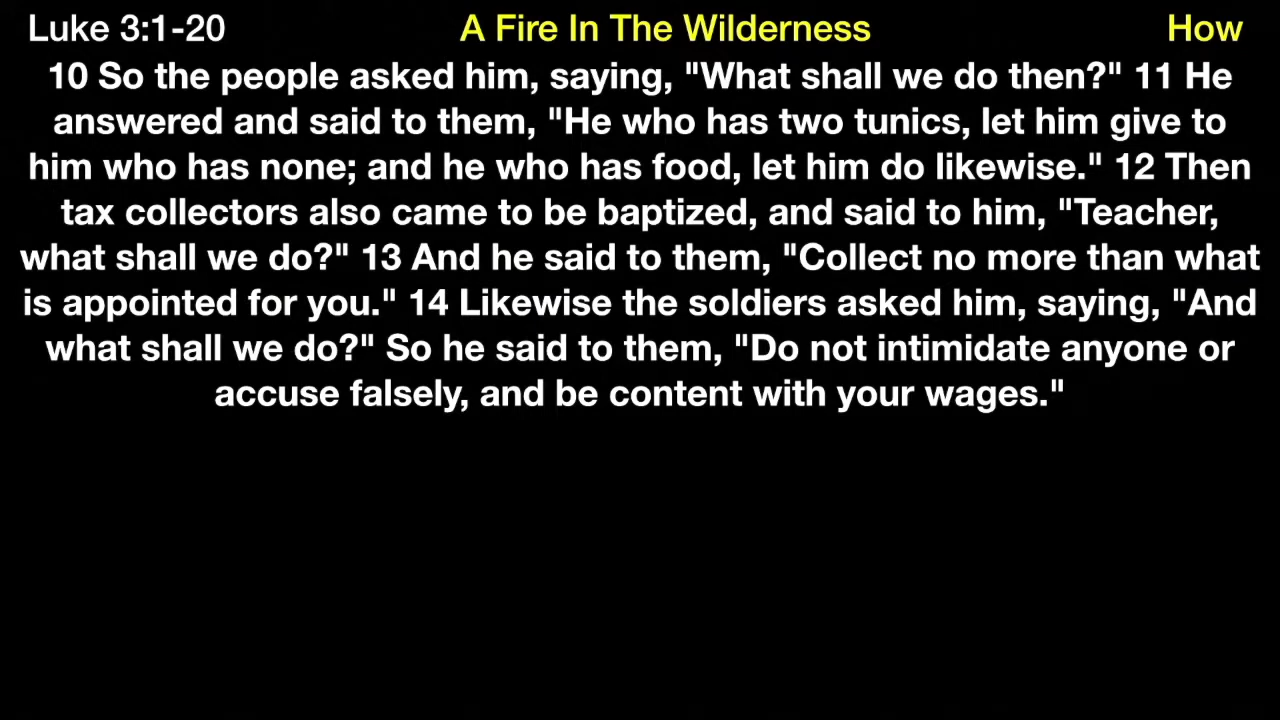 Luke 3:1-20 A Fire In The Wilderness How
10 So the people asked him, saying, "What shall we do then?" 11 He
answered and said to them, "He who has two tunics, let him give to
him who has none; and he who has food, let him do likewise." 12 Then
tax collectors also came to be baptized, and said to him, "Teacher,
what shall we do?" 13 And he said to them, "Collect no more than what
is appointed for you." 14 Likewise the soldiers asked him, saying, "And
what shall we do?" So he said to them, "Do not intimidate anyone or
accuse falsely, and be content with your wages."